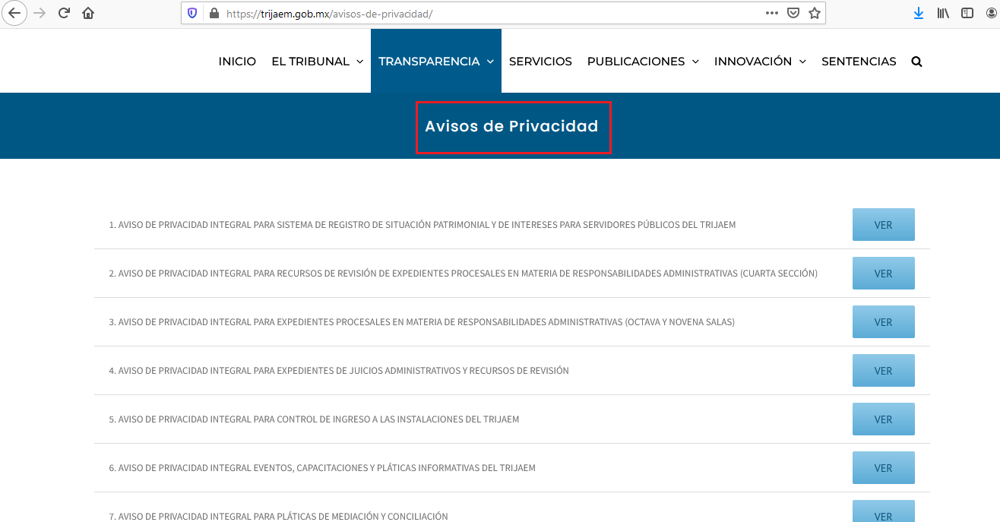 https://trijaem.gob.mx/avisos-de-privacidad/
INICIO EL TRIBUNAL TRANSPARENCIA SERVICIOS PUBLICACIONES INNOVACIÓN SENTENCIAS
Avisos de Privacidad
1. AVISO DE PRIVACIDAD INTEGRAL PARA SISTEMA DE REGISTRO DE SITUACIÓN PATRIMONIAL Y DE INTERESES PARA SERVIDORES PÚBLICOS DEL TRIJAEM VER
2. AVISO DE PRIVACIDAD INTEGRAL PARA RECURSOS DE REVISIÓN DE EXPEDIENTES PROCESALES EN MATERIA DE RESPONSABILIDADES ADMINISTRATIVAS (CUARTA SECCIÓN) VER
3. AVISO DE PRIVACIDAD INTEGRAL PARA EXPEDIENTES PROCESALES EN MATERIA DE RESPONSABILIDADES ADMINISTRATIVAS (OCTAVA Y NOVENA SALAS) VER
4. AVISO DE PRIVACIDAD INTEGRAL PARA EXPEDIENTES DE JUICIOS ADMINISTRATIVOS Y RECURSOS DE REVISIÓN VER
5. AVISO DE PRIVACIDAD INTEGRAL PARA CONTROL DE INGRESO A LAS INSTALACIONES DEL TRIJAEM VER
6. AVISO DE PRIVACIDAD INTEGRAL EVENTOS, CAPACITACIONES Y PLÁTICAS INFORMATIVAS DEL TRIJAEM VER
7. AVISO DE PRIVACIDAD INTEGRAL PARA PLÁTICAS DE MEDIACIÓN Y CONCILIACIÓN VER